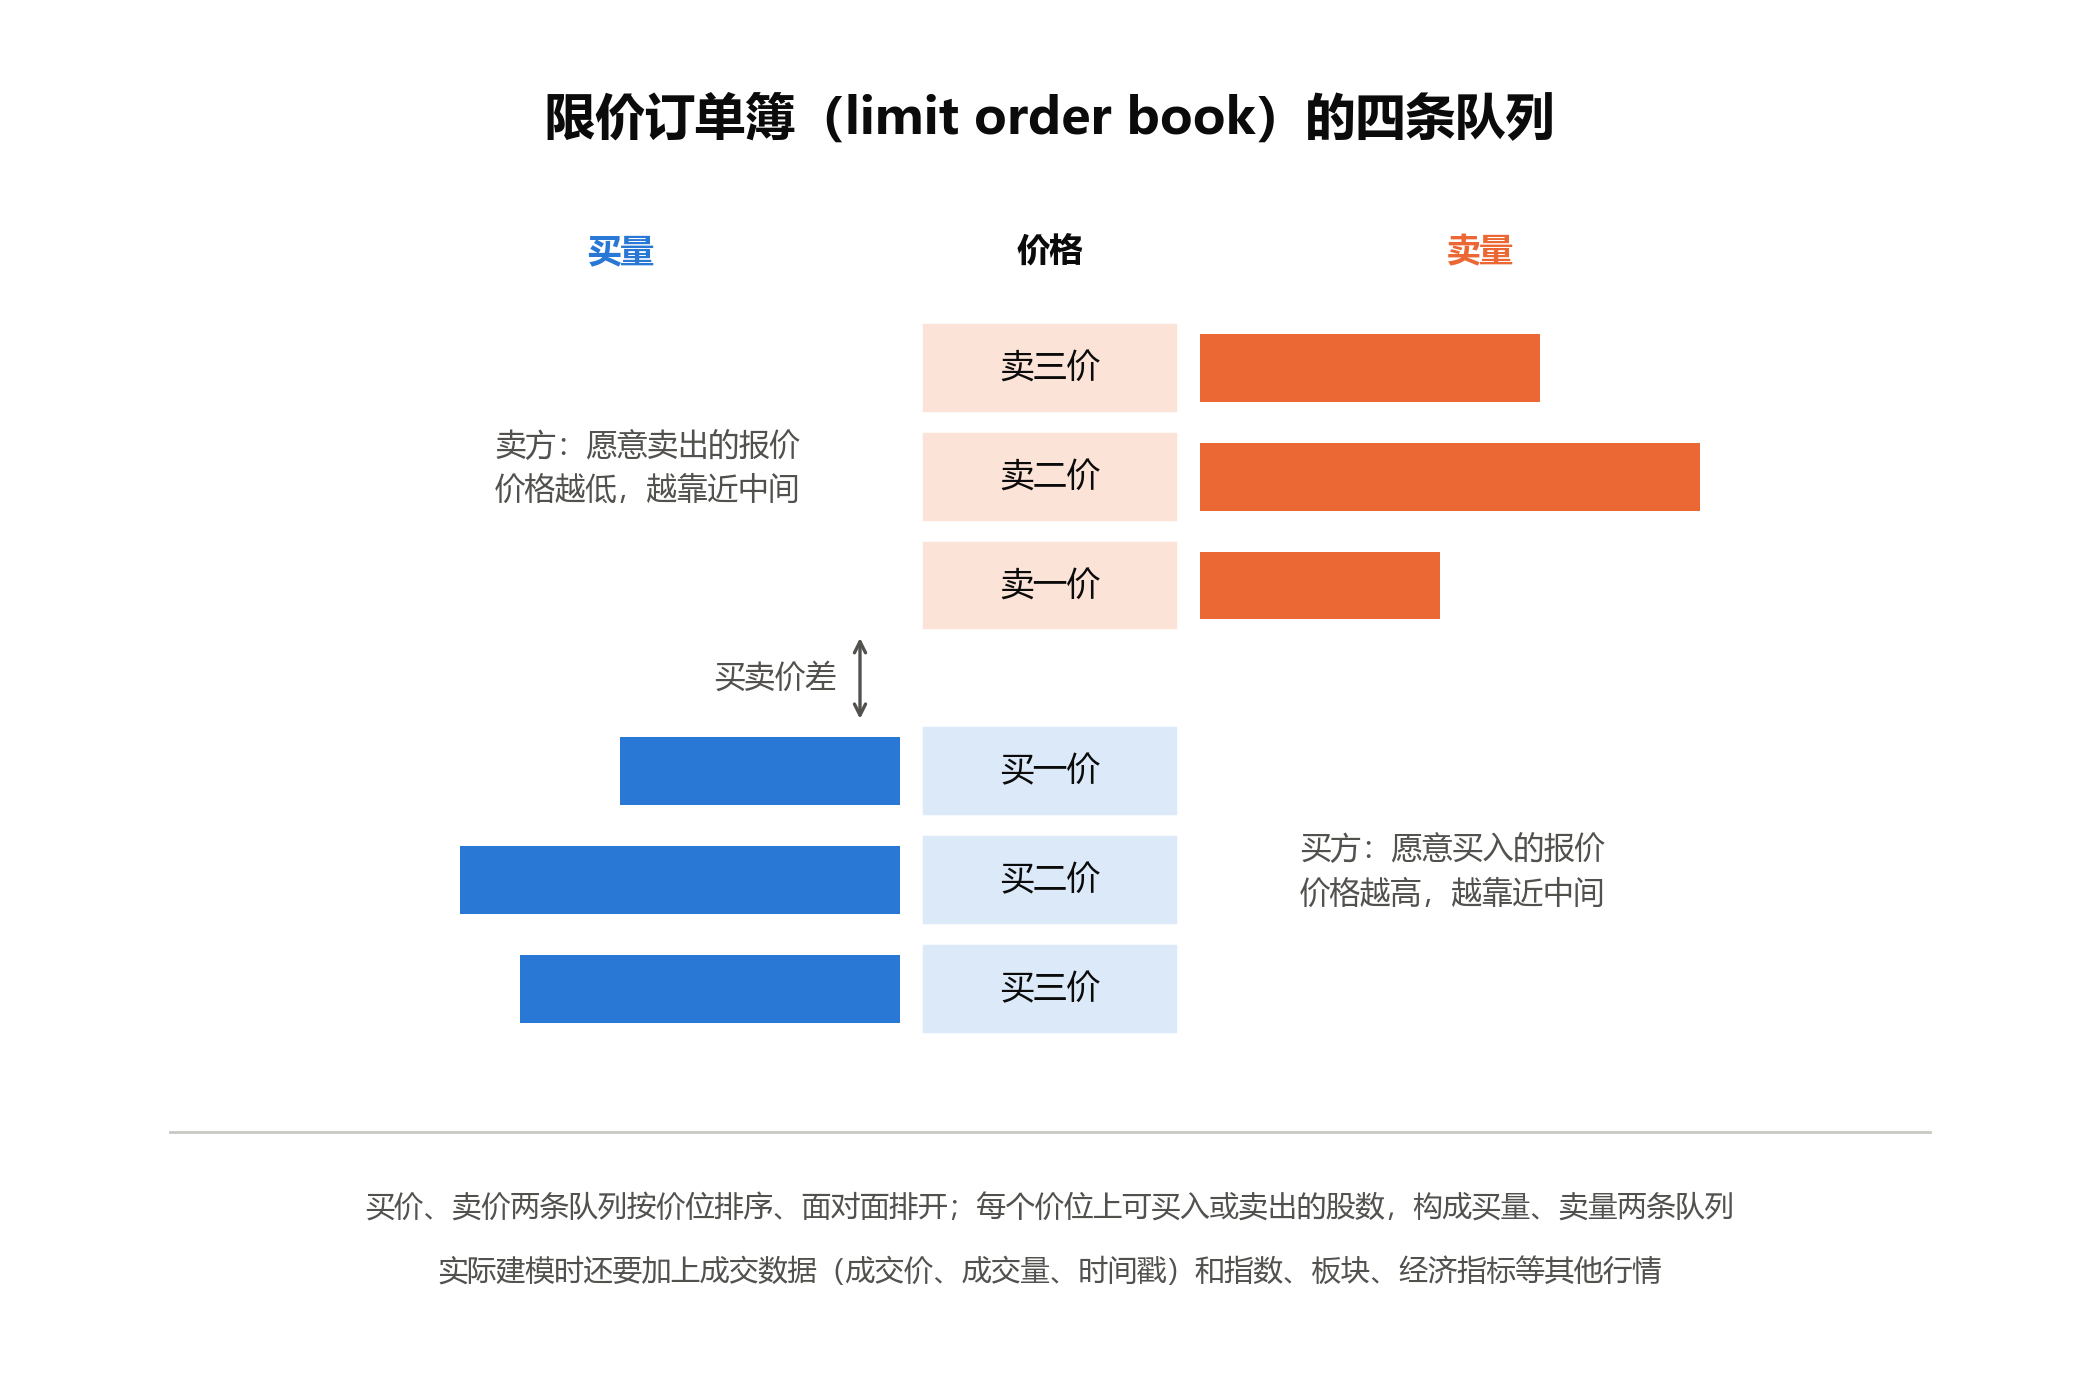 限价订单簿（limit order book）的四条队列
买量
价格
卖量
卖三价
卖方：愿意卖出的报价
价格越低，越靠近中间
卖二价
卖一价
买卖价差
买一价
买二价
买方：愿意买入的报价
价格越高，越靠近中间
买三价
买价、卖价两条队列按价位排序、面对面排开；每个价位上可买入或卖出的股数，构成买量、卖量两条队列
实际建模时还要加上成交数据（成交价、成交量、时间戳）和指数、板块、经济指标等其他行情